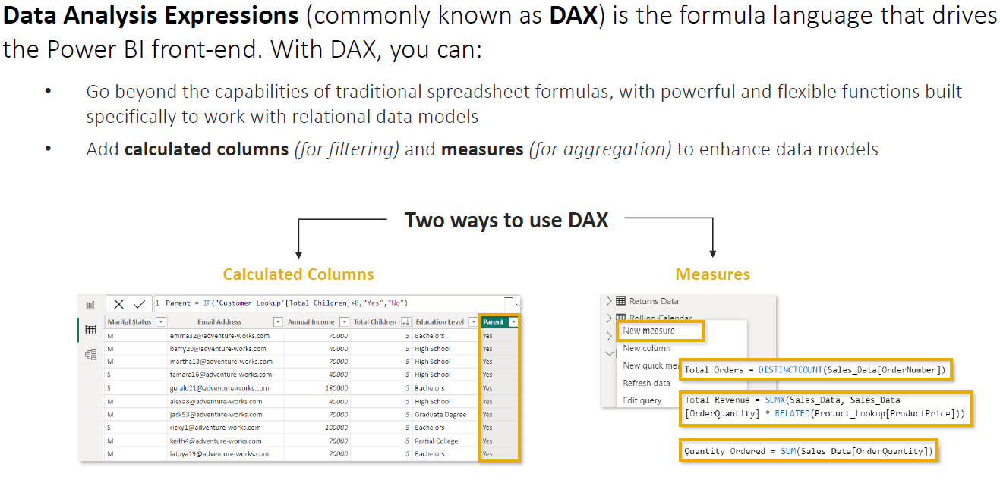 Data Analysis Expressions (commonly known as DAX) is the formula language that drives
the Power BI front-end. With DAX, you can:
• Go beyond the capabilities of traditional spreadsheet formulas, with powerful and flexible functions built
specifically to work with relational data models
• Add calculated columns (for filtering) and measures (for aggregation) to enhance data models
Two ways to use DAX
Calculated Columns
1 Parent = IF('Customer Lookup'[Total Children]>0,"Yes","No")
Marital Status Email Address Annual Income Total Children Education Level Parent
M emma32@adventure-works.com 70000 5 Bachelors Yes
M barry20@adventure-works.com 40000 5 High School Yes
M martha13@adventure-works.com 70000 5 High School Yes
S tamara16@adventure-works.com 40000 5 High School Yes
S gerald21@adventure-works.com 130000 5 Bachelors Yes
M alexa8@adventure-works.com 40000 5 High School Yes
M jack53@adventure-works.com 70000 5 Graduate Degree Yes
S ricky1@adventure-works.com 100000 5 Bachelors Yes
M keith4@adventure-works.com 70000 5 Partial College Yes
M latoya19@adventure-works.com 70000 5 Bachelors Yes
Measures
Returns Data
Rolling Calendar
New measure
New column
New quick mea
Refresh data
Edit query
Total Orders = DISTINCTCOUNT(Sales_Data[OrderNumber])
Total Revenue = SUMX(Sales_Data, Sales_Data
[OrderQuantity] * RELATED(Product_Lookup[ProductPrice]))
Quantity Ordered = SUM(Sales_Data[OrderQuantity])